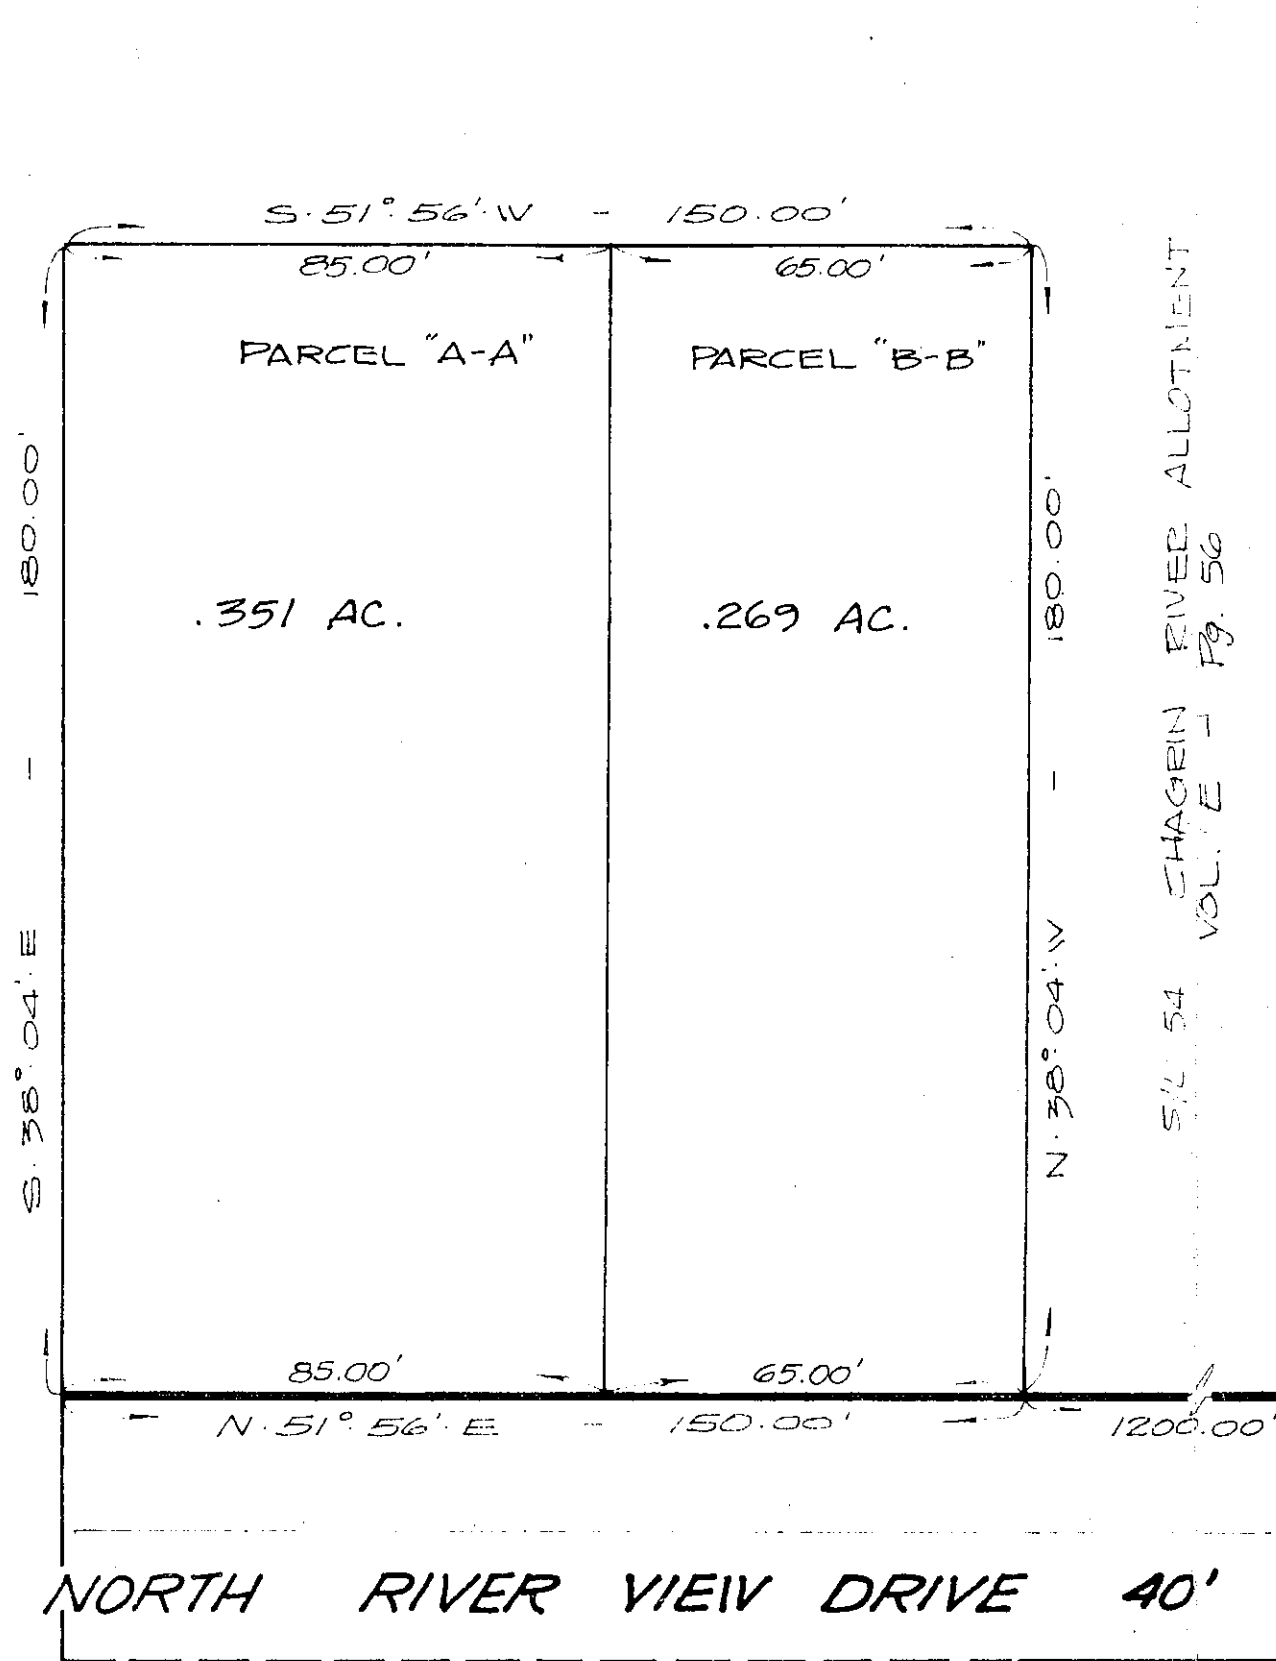 S. 51° 56' W - 150.00'
85.00' 65.00'
PARCEL "A-A" PARCEL "B-B"
.351 AC. .269 AC.
S. 38° 04' E - 180.00'
N. 38° 04' W - 180.00'
S/L 54 CHAGRIN RIVER ALLOTMENT
VOL. E - Pg. 56
85.00' 65.00'
N. 51° 56' E - 150.00' 1200.00'
NORTH RIVER VIEW DRIVE 40'